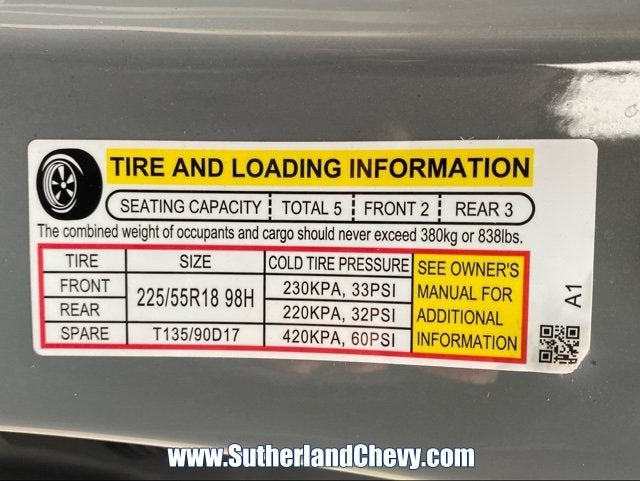 TIRE AND LOADING INFORMATION
SEATING CAPACITY TOTAL 5 FRONT 2 REAR 3
The combined weight of occupants and cargo should never exceed 380kg or 838lbs.
TIRE SIZE COLD TIRE PRESSURE
FRONT 225/55R18 98H 230KPA, 33PSI
REAR 220KPA, 32PSI
SPARE T135/90D17 420KPA, 60PSI
SEE OWNER'S
MANUAL FOR
ADDITIONAL
INFORMATION
A1
www.SutherlandChevy.com